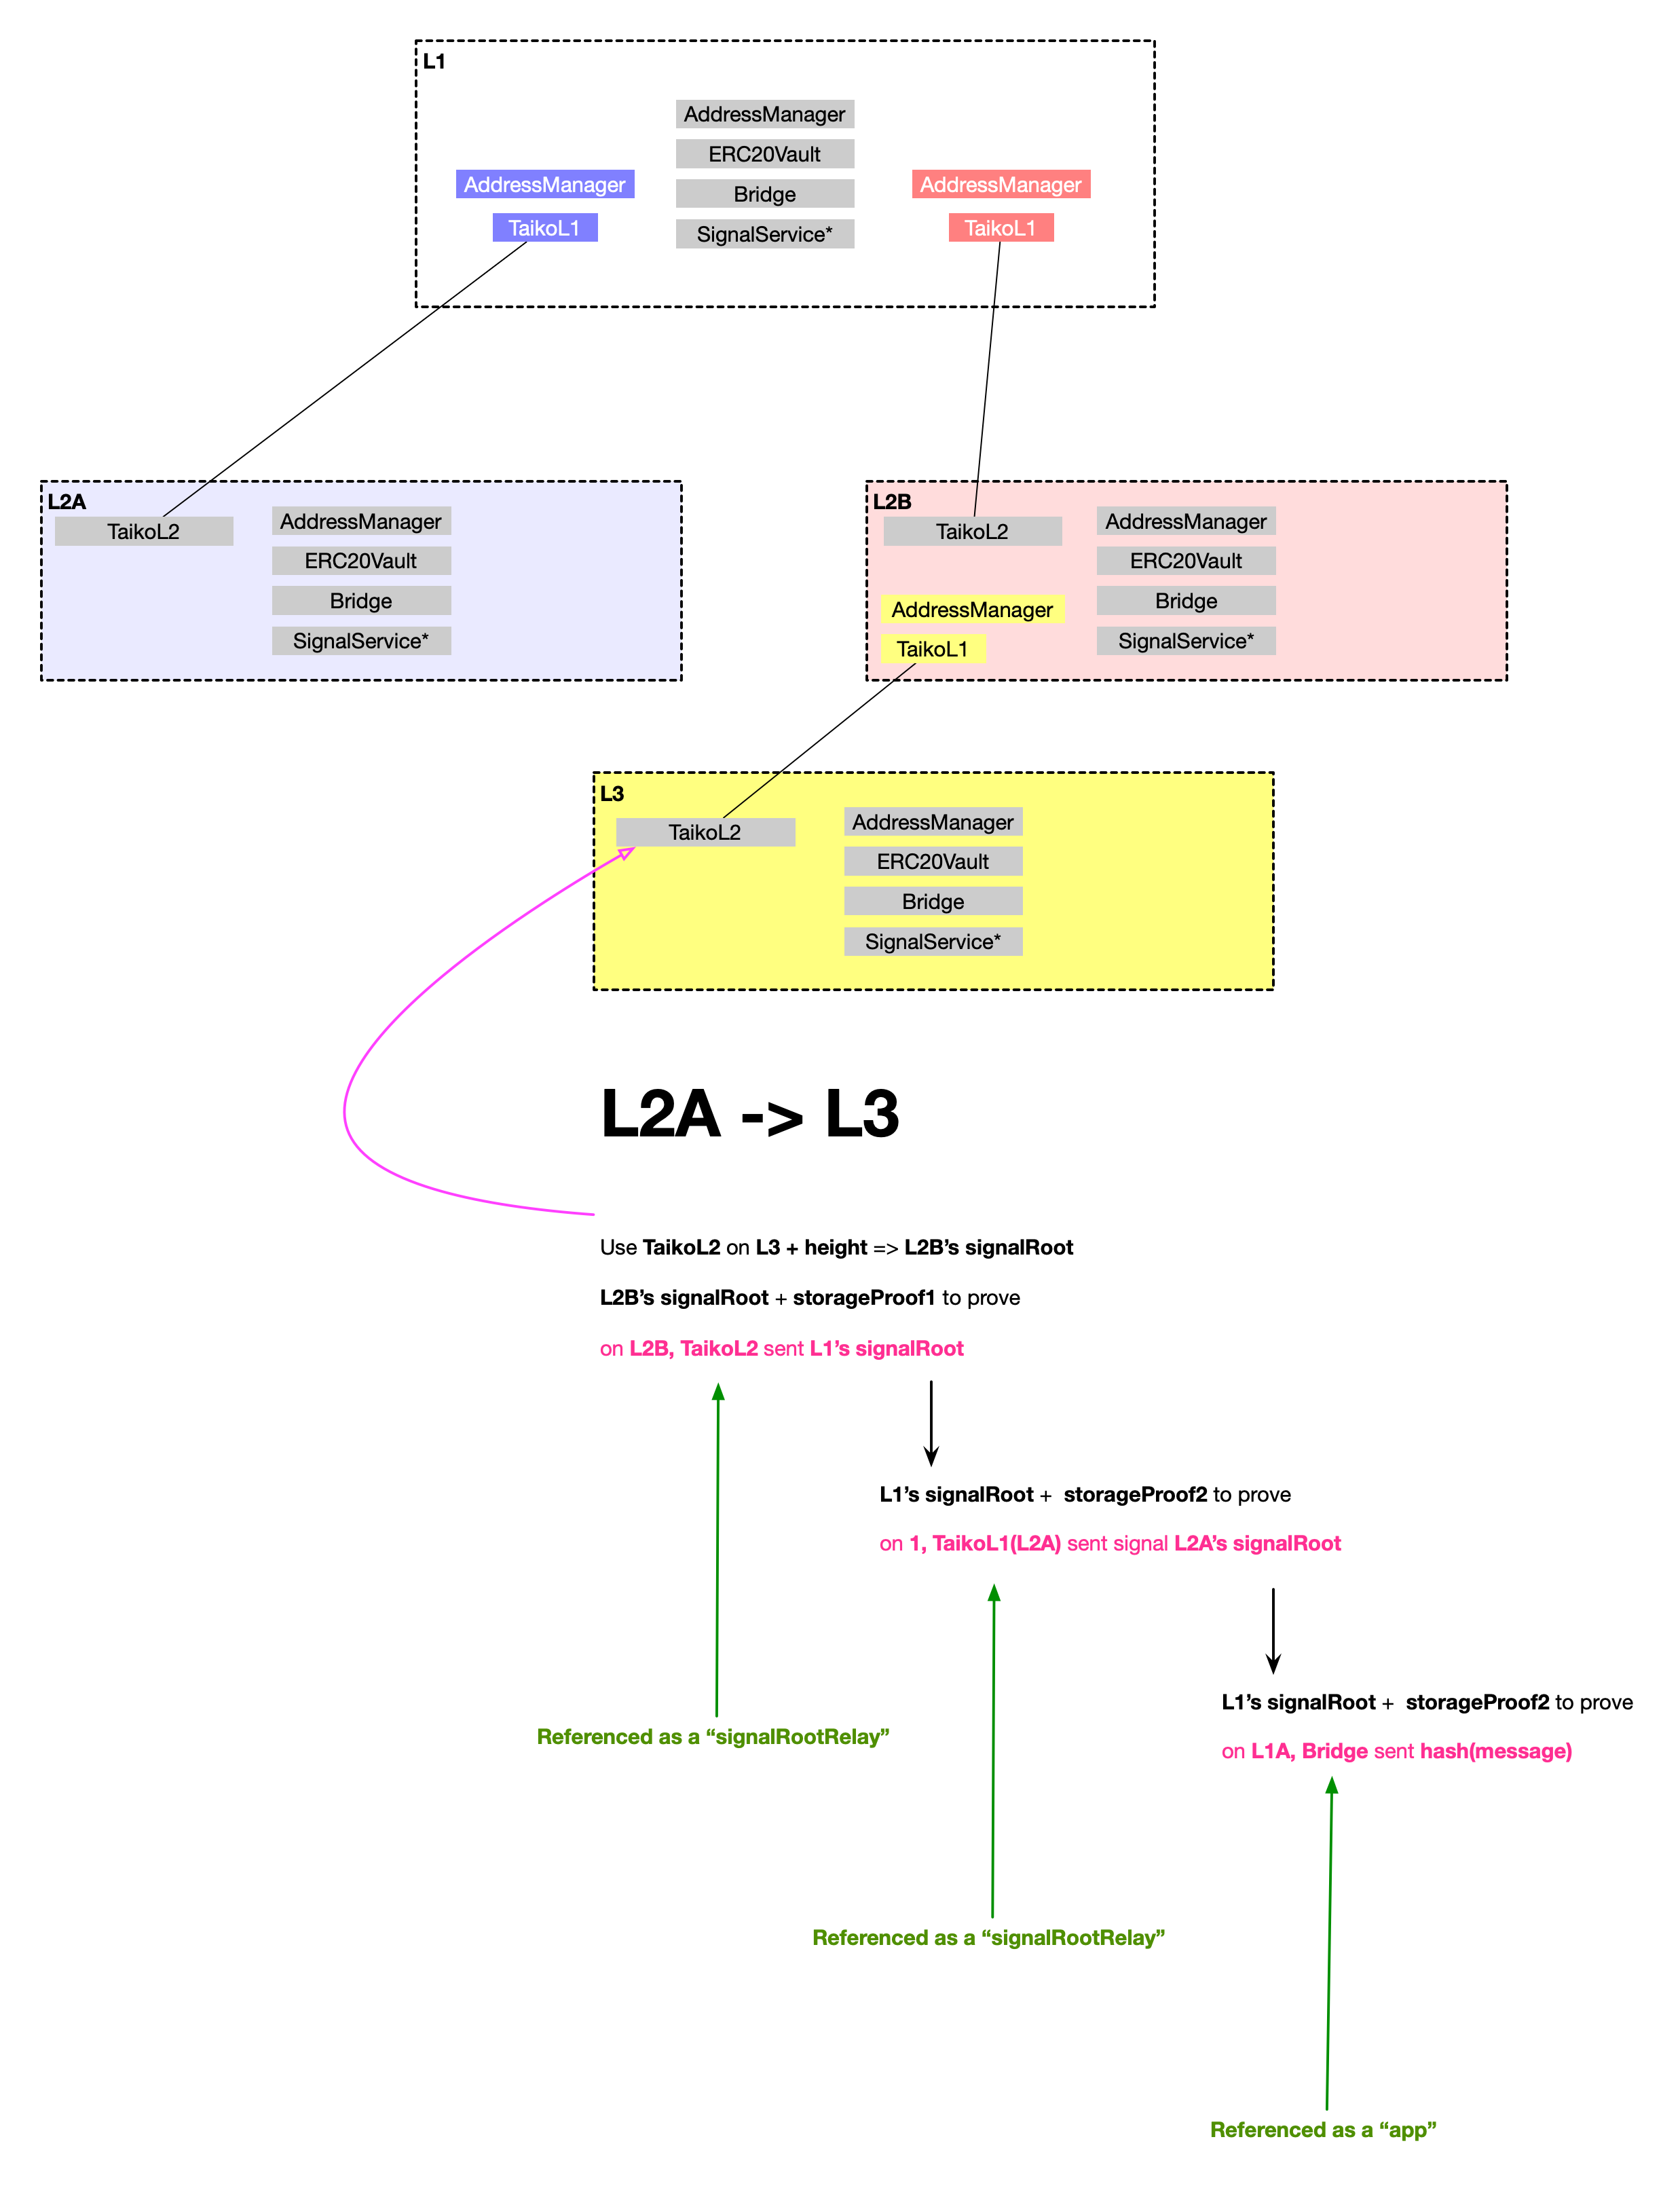 L1
AddressManager
ERC20Vault
Bridge
SignalService*
AddressManager
TaikoL1
AddressManager
TaikoL1
L2A
TaikoL2
AddressManager
ERC20Vault
Bridge
SignalService*
L2B
TaikoL2
AddressManager
TaikoL1
AddressManager
ERC20Vault
Bridge
SignalService*
L3
TaikoL2
AddressManager
ERC20Vault
Bridge
SignalService*
L2A -> L3
Use TaikoL2 on L3 + height => L2B’s signalRoot
L2B’s signalRoot + storageProof1 to prove
on L2B, TaikoL2 sent L1’s signalRoot
L1’s signalRoot + storageProof2 to prove
on 1, TaikoL1(L2A) sent signal L2A’s signalRoot
L1’s signalRoot + storageProof2 to prove
on L1A, Bridge sent hash(message)
Referenced as a “signalRootRelay”
Referenced as a “signalRootRelay”
Referenced as a “app”